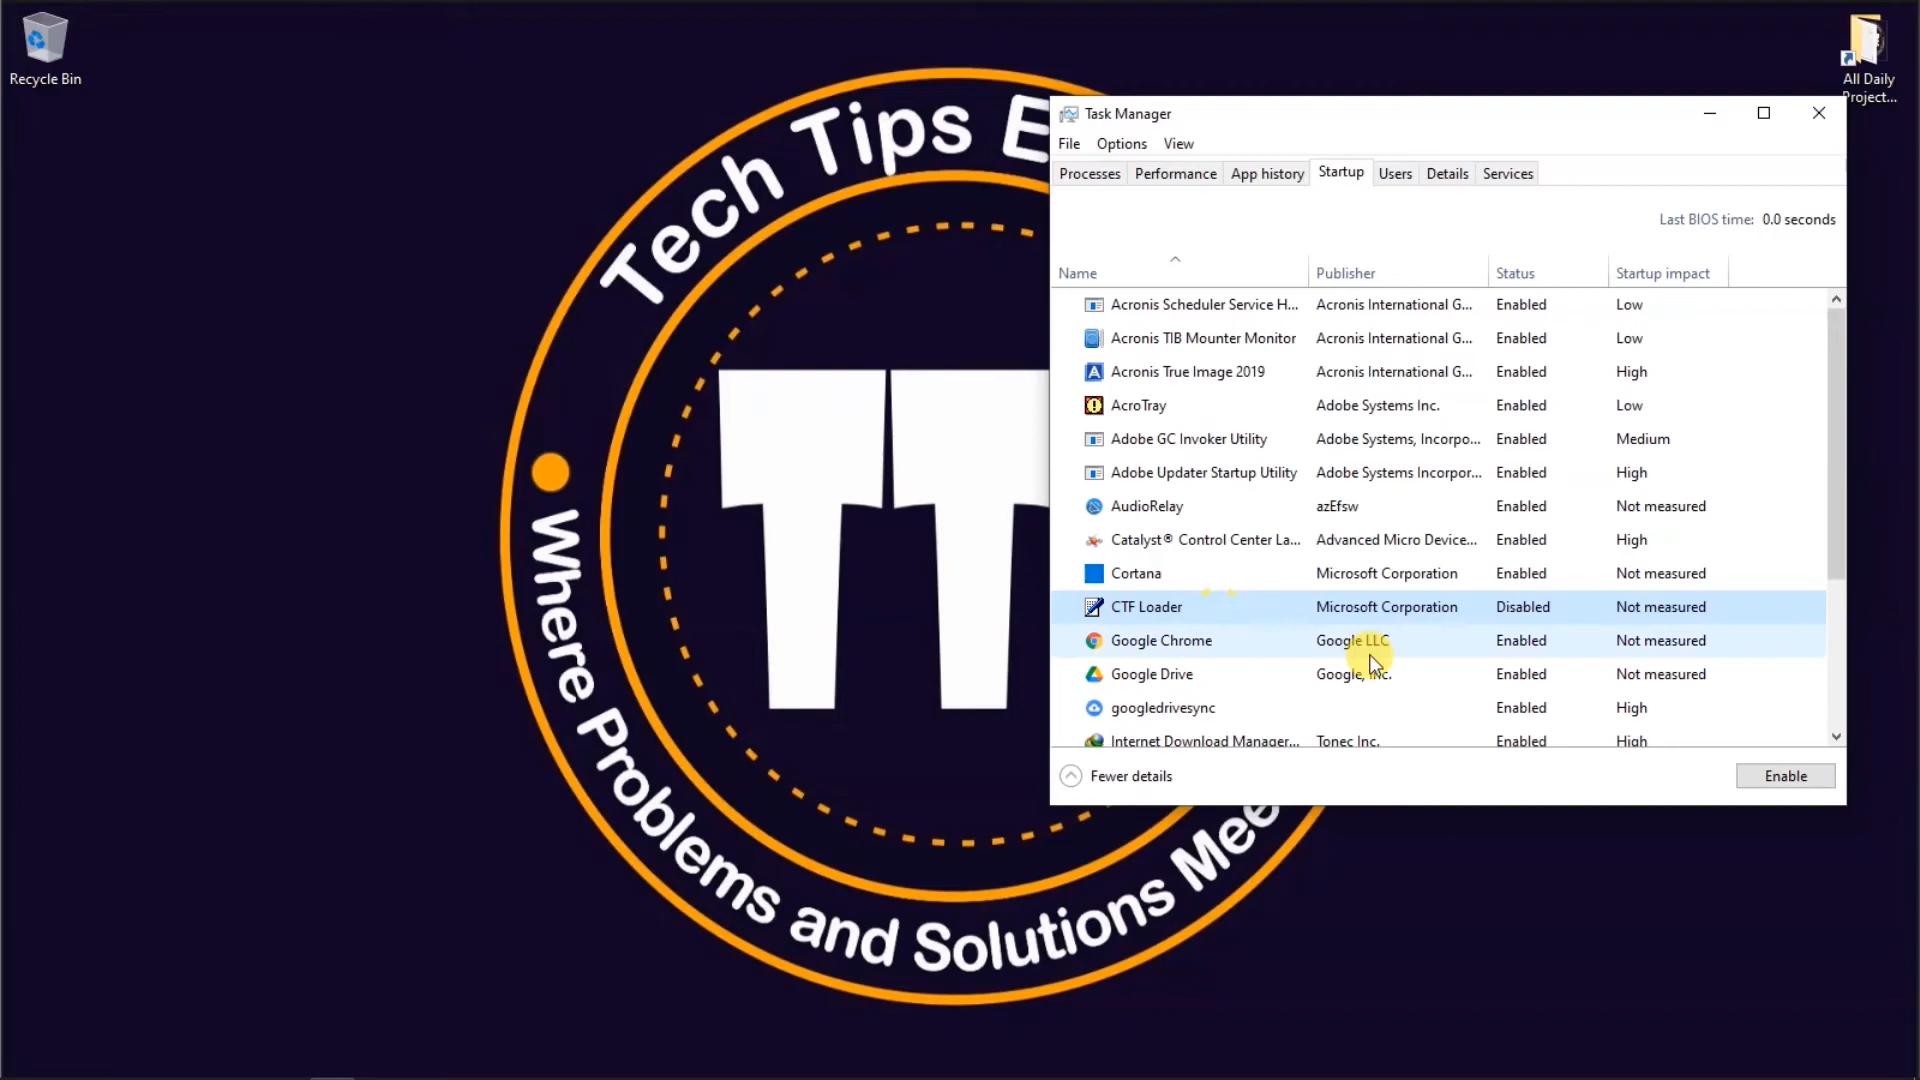 Recycle Bin
All Daily
Project...
Tech Tips E
Where Problems and Solutions Mee
TT
Task Manager
File Options View
Processes Performance App history Startup Users Details Services
Last BIOS time: 0.0 seconds
Name Publisher Status Startup impact
Acronis Scheduler Service H... Acronis International G... Enabled Low
Acronis TIB Mounter Monitor Acronis International G... Enabled Low
Acronis True Image 2019 Acronis International G... Enabled High
AcroTray Adobe Systems Inc. Enabled Low
Adobe GC Invoker Utility Adobe Systems, Incorpo... Enabled Medium
Adobe Updater Startup Utility Adobe Systems Incorpor... Enabled High
AudioRelay azEfsw Enabled Not measured
Catalyst® Control Center La... Advanced Micro Device... Enabled High
Cortana Microsoft Corporation Enabled Not measured
CTF Loader Microsoft Corporation Disabled Not measured
Google Chrome Google LLC Enabled Not measured
Google Drive Google, Inc. Enabled Not measured
googledrivesync Enabled High
Internet Download Manager... Tonec Inc. Enabled High
Fewer details Enable